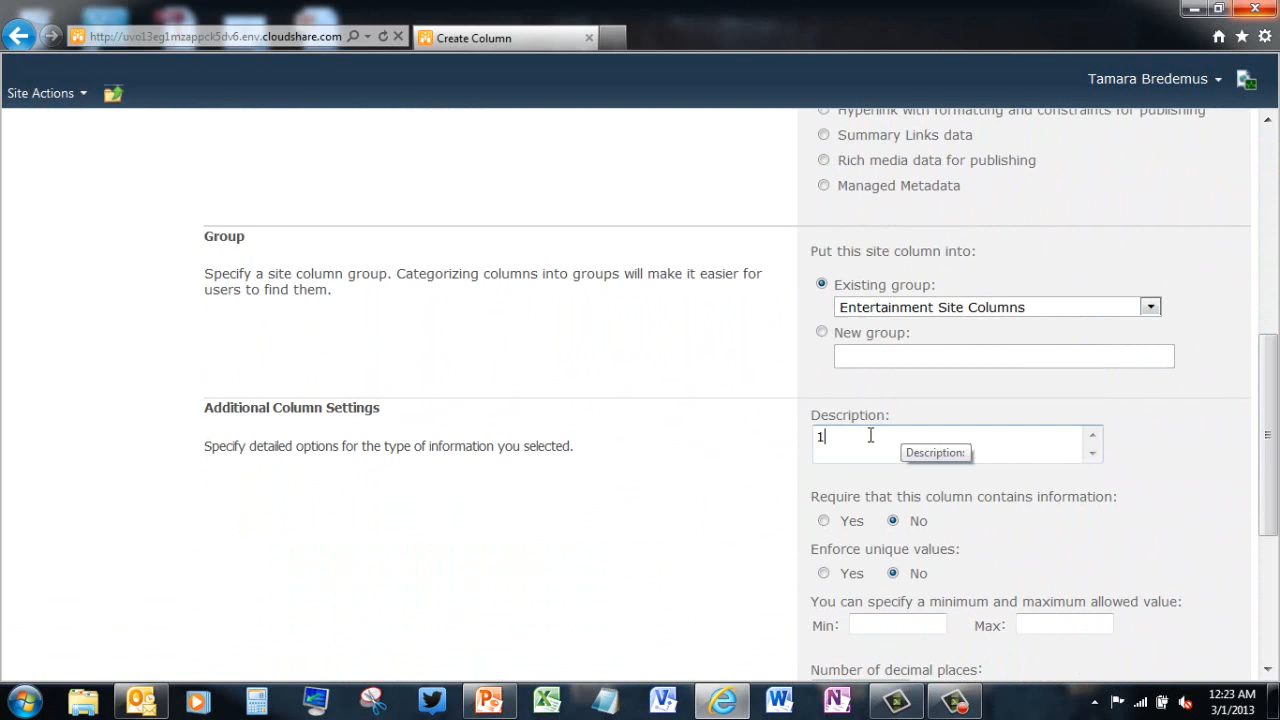 http://uvo13eg1mzappck5dv6.env.cloudshare.com
Create Column
Site Actions
Tamara Bredemus
Hyperlink with formatting and constraints for publishing
Summary Links data
Rich media data for publishing
Managed Metadata
Group
Specify a site column group. Categorizing columns into groups will make it easier for
users to find them.
Put this site column into:
Existing group:
Entertainment Site Columns
New group:
Additional Column Settings
Specify detailed options for the type of information you selected.
Description:
1
Description:
Require that this column contains information:
Yes No
Enforce unique values:
Yes No
You can specify a minimum and maximum allowed value:
Min: Max:
Number of decimal places:
12:23 AM
3/1/2013